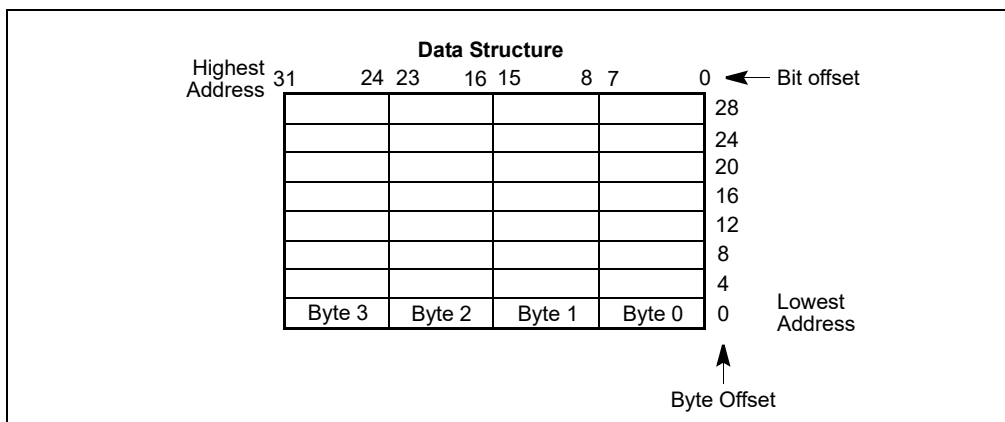 Data Structure
Highest
Address
31 24 23 16 15 8 7 0
Bit offset
28
24
20
16
12
8
4
Byte 3 Byte 2 Byte 1 Byte 0 0
Lowest
Address
Byte Offset